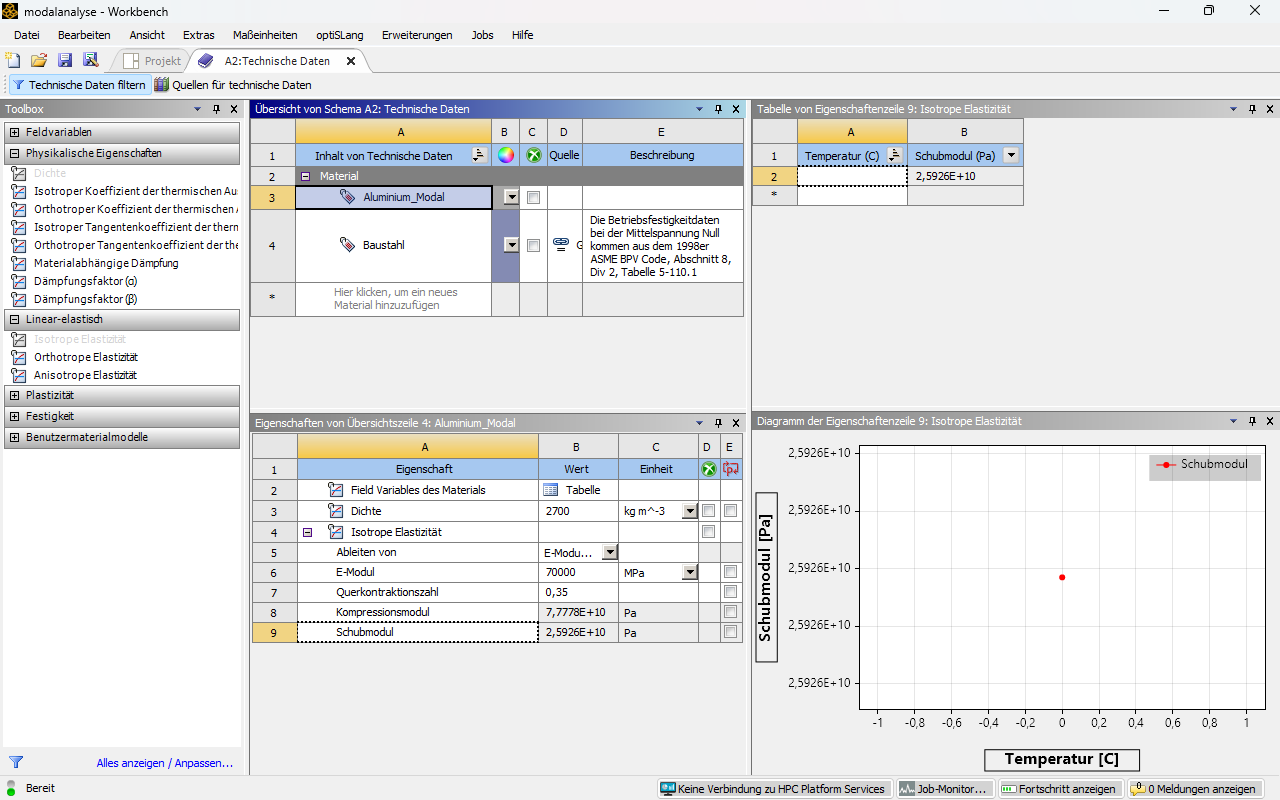 modalanalyse - Workbench
Datei Bearbeiten Ansicht Extras Maßeinheiten optiSLang Erweiterungen Jobs Hilfe
Projekt A2:Technische Daten
Technische Daten filtern Quellen für technische Daten
Toolbox
Feldvariablen
Physikalische Eigenschaften
Dichte
Isotroper Koeffizient der thermischen Au
Orthotroper Koeffizient der thermischen
Isotroper Tangentenkoeffizient der therm
Orthotroper Tangentenkoeffizient der the
Materialabhängige Dämpfung
Dämpfungsfaktor (α)
Dämpfungsfaktor (β)
Linear-elastisch
Isotrope Elastizität
Orthotrope Elastizität
Anisotrope Elastizität
Plastizität
Festigkeit
Benutzermaterialmodelle
Alles anzeigen / Anpassen...
Übersicht von Schema A2: Technische Daten
A B C D E
1 Inhalt von Technische Daten Quelle Beschreibung
2 Material
3 Aluminium_Modal
4 Baustahl G
Die Betriebsfestigkeitdaten
bei der Mittelspannung Null
kommen aus dem 1998er
ASME BPV Code, Abschnitt 8,
Div 2, Tabelle 5-110.1
* Hier klicken, um ein neues
Material hinzuzufügen
Eigenschaften von Übersichtszeile 4: Aluminium_Modal
A B C D E
1 Eigenschaft Wert Einheit
2 Field Variables des Materials Tabelle
3 Dichte 2700 kg m^-3
4 Isotrope Elastizität
5 Ableiten von E-Modu...
6 E-Modul 70000 MPa
7 Querkontraktionszahl 0,35
8 Kompressionsmodul 7,7778E+10 Pa
9 Schubmodul 2,5926E+10 Pa
Tabelle von Eigenschaftenzeile 9: Isotrope Elastizität
A B
1 Temperatur (C) Schubmodul (Pa)
2 2,5926E+10
*
Diagramm der Eigenschaftenzeile 9: Isotrope Elastizität
Schubmodul
Schubmodul [Pa]
2,5926E+10
2,5926E+10
2,5926E+10
2,5926E+10
2,5926E+10
-1 -0,8 -0,6 -0,4 -0,2 0 0,2 0,4 0,6 0,8 1
Temperatur [C]
Bereit Keine Verbindung zu HPC Platform Services Job-Monitor... Fortschritt anzeigen 0 Meldungen anzeigen